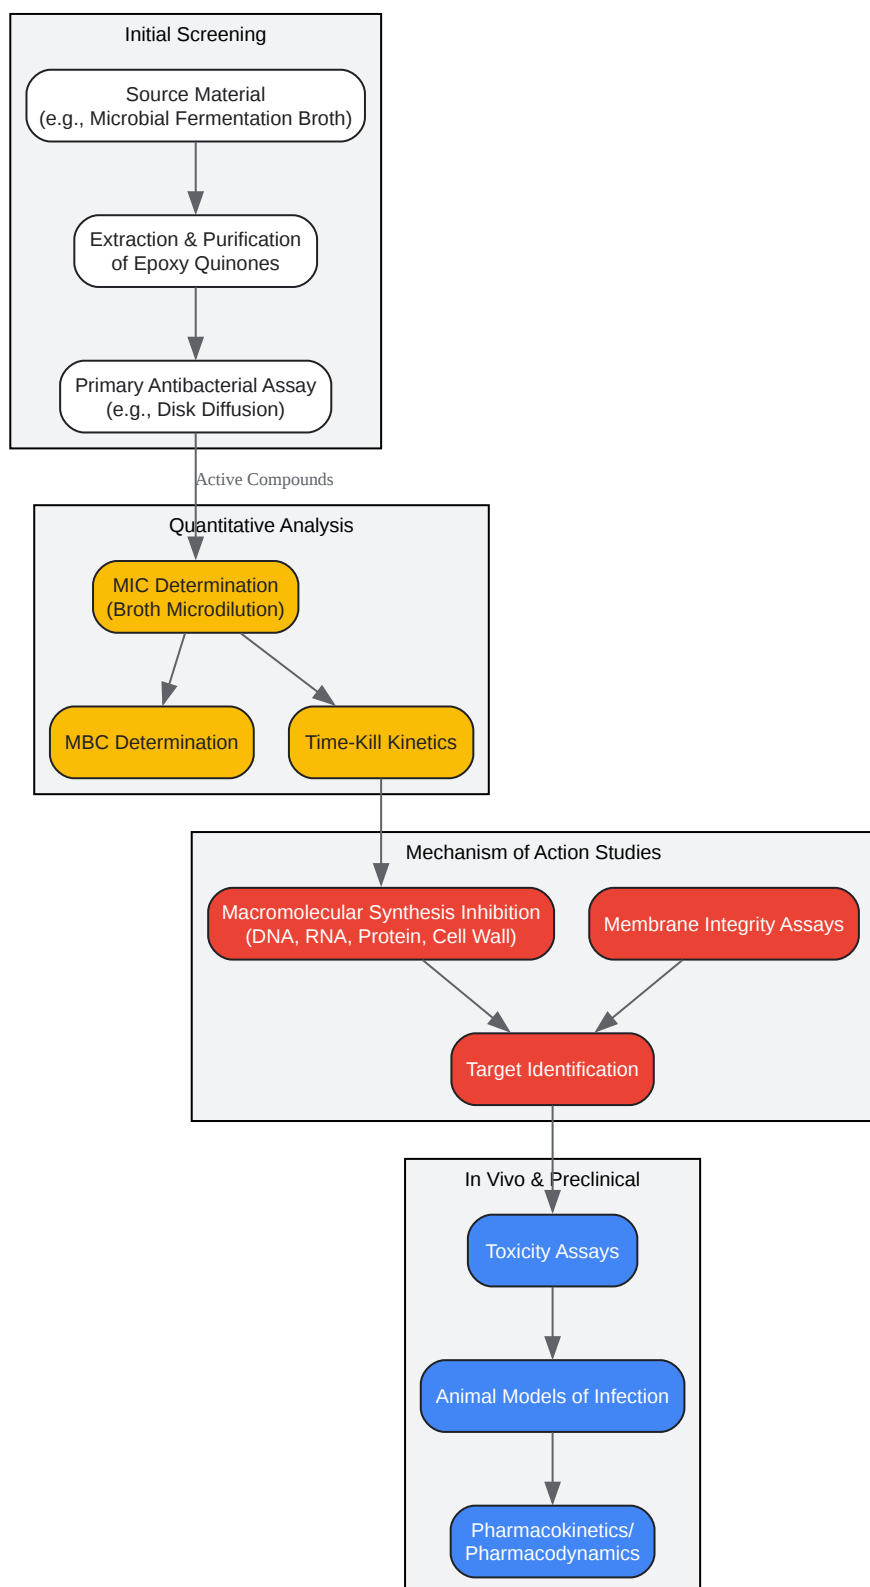 Initial Screening
Source Material
(e.g., Microbial Fermentation Broth)
Extraction & Purification
of Epoxy Quinones
Primary Antibacterial Assay
(e.g., Disk Diffusion)
Active Compounds
Quantitative Analysis
MIC Determination
(Broth Microdilution)
MBC Determination
Time-Kill Kinetics
Mechanism of Action Studies
Macromolecular Synthesis Inhibition
(DNA, RNA, Protein, Cell Wall)
Membrane Integrity Assays
Target Identification
In Vivo & Preclinical
Toxicity Assays
Animal Models of Infection
Pharmacokinetics/
Pharmacodynamics